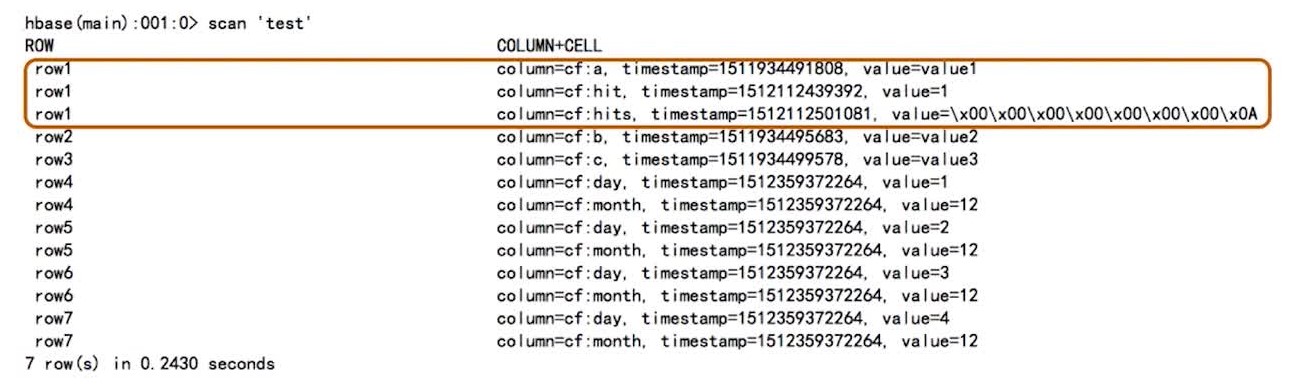 hbase(main):001:0> scan 'test'
ROW COLUMN+CELL
row1 column=cf:a, timestamp=1511934491808, value=value1
row1 column=cf:hit, timestamp=1512112439392, value=1
row1 column=cf:hits, timestamp=1512112501081, value=\x00\x00\x00\x00\x00\x00\x00\x0A
row2 column=cf:b, timestamp=1511934495683, value=value2
row3 column=cf:c, timestamp=1511934499578, value=value3
row4 column=cf:day, timestamp=1512359372264, value=1
row4 column=cf:month, timestamp=1512359372264, value=12
row5 column=cf:day, timestamp=1512359372264, value=2
row5 column=cf:month, timestamp=1512359372264, value=12
row6 column=cf:day, timestamp=1512359372264, value=3
row6 column=cf:month, timestamp=1512359372264, value=12
row7 column=cf:day, timestamp=1512359372264, value=4
row7 column=cf:month, timestamp=1512359372264, value=12
7 row(s) in 0.2430 seconds